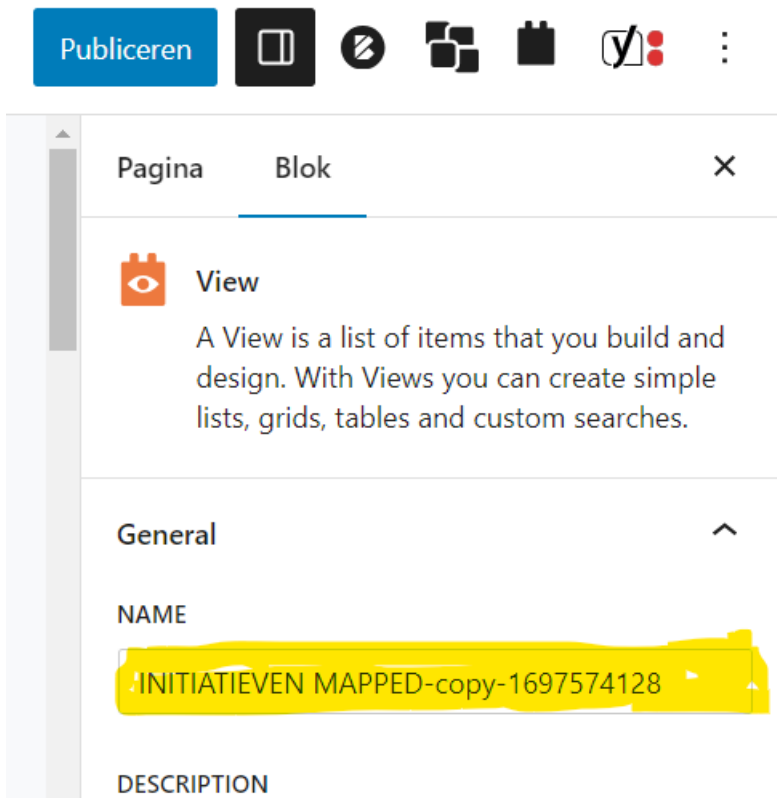 Publiceren
Pagina Blok
View
A View is a list of items that you build and
design. With Views you can create simple
lists, grids, tables and custom searches.
General
NAME
INITIATIEVEN MAPPED-copy-1697574128
DESCRIPTION